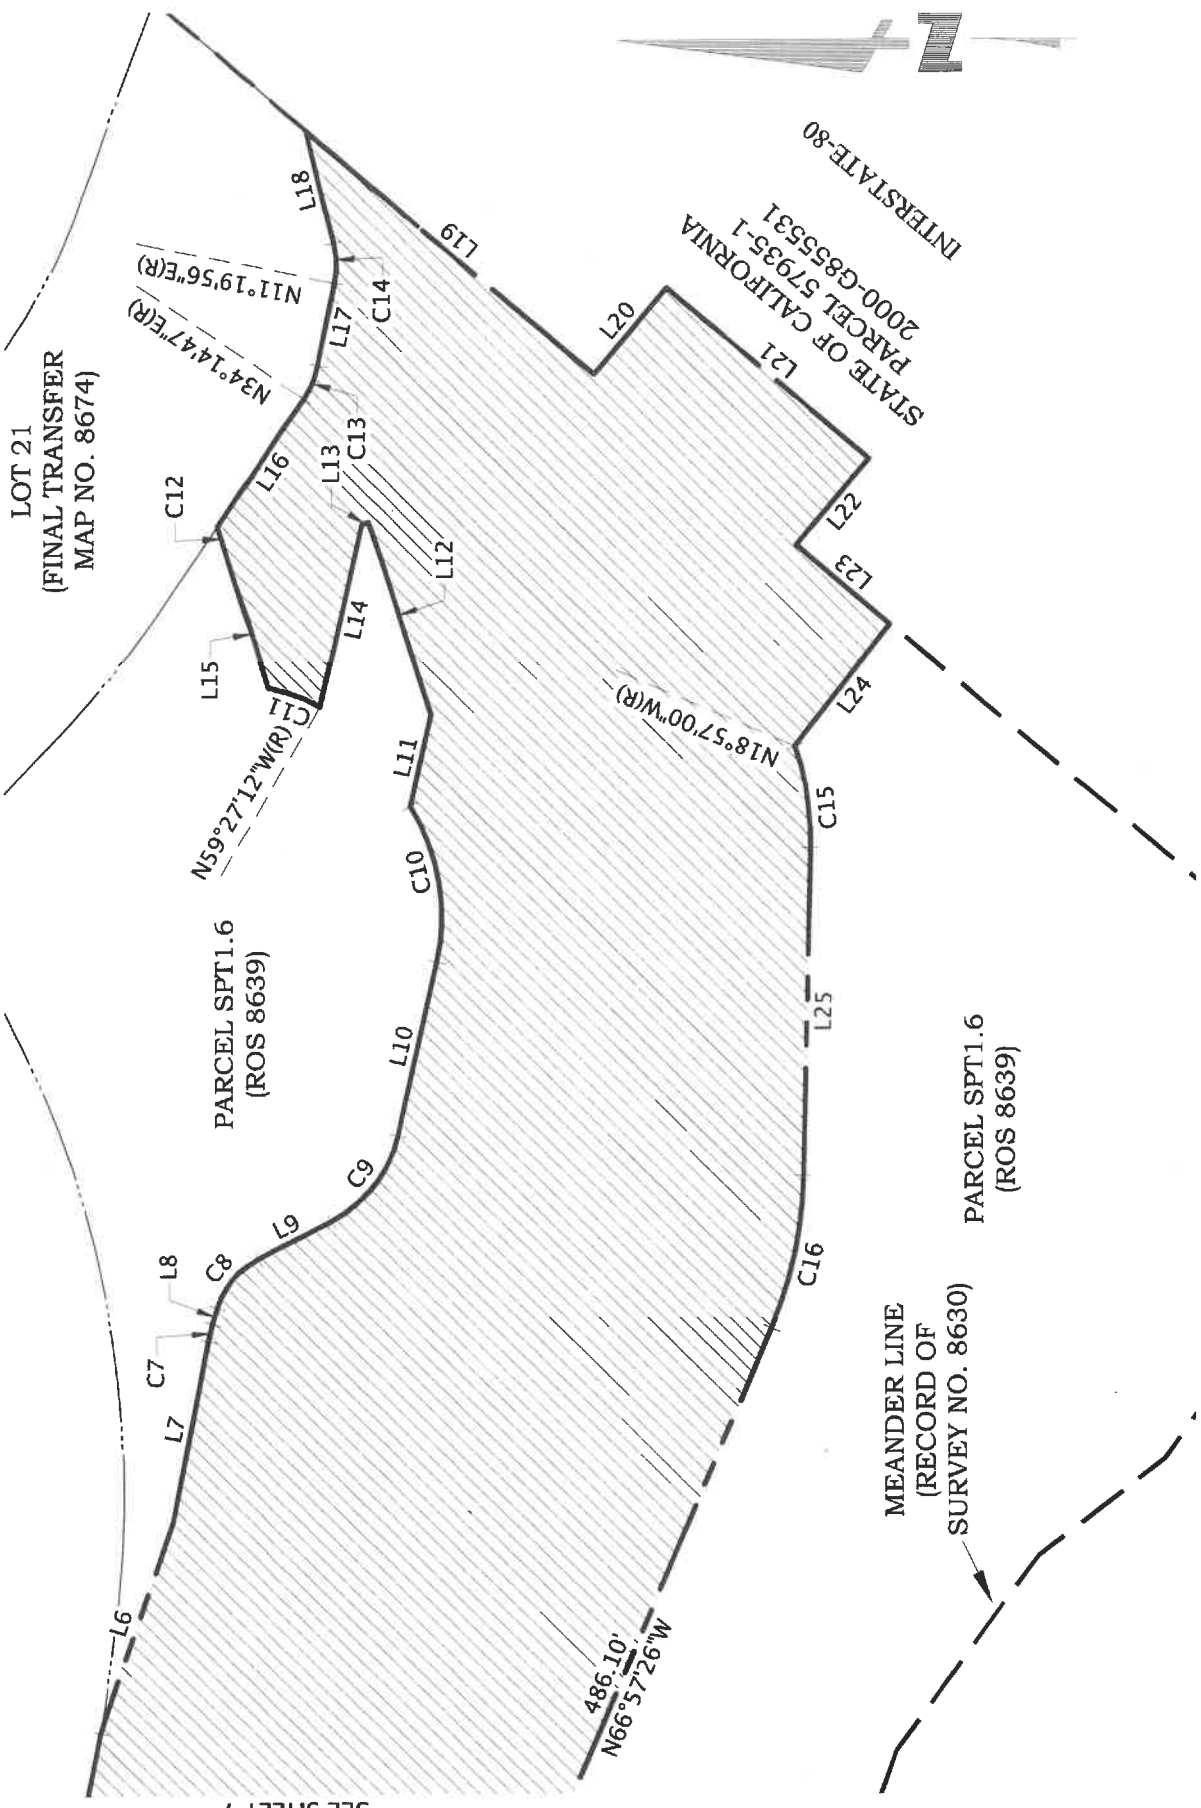 LOT 21
(FINAL TRANSFER
MAP NO. 8674)
C12
L15
C11
N59°27'12"W(R)
L14
L16
L13
C13
L12
N34°14'47"E(R)
N11°19'56"E(R)
L17
C14
L18
L19
L20
L21
L22
L23
L24
INTERSTATE-80
STATE OF CALIFORNIA
PARCEL 57935-1
2000-G855531
N18°57'00"W(R)
C15
L25
C16
L11
C10
L10
C9
L9
C8
L8
C7
L7
L6
PARCEL SPT1.6
(ROS 8639)
PARCEL SPT1.6
(ROS 8639)
MEANDER LINE
(RECORD OF
SURVEY NO. 8630)
486.10'
N66°57'26"W